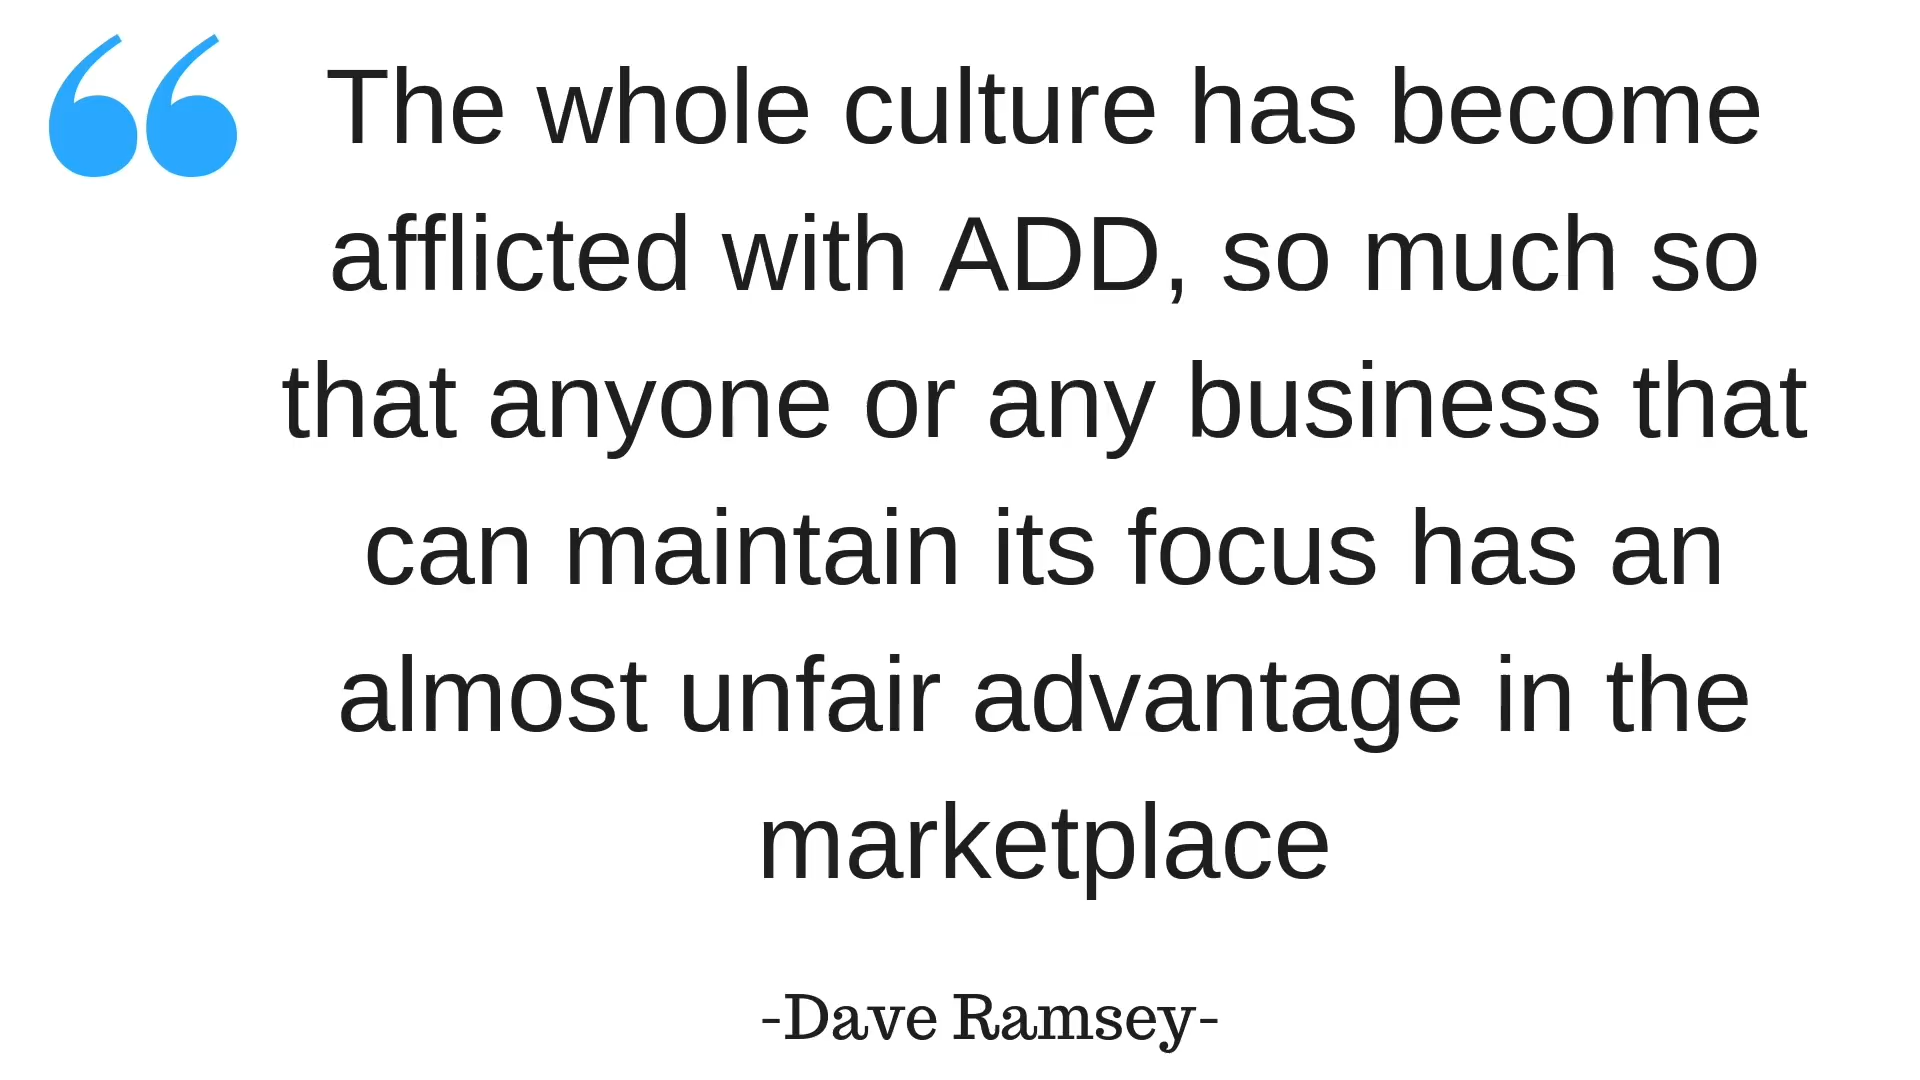 “
The whole culture has become
afflicted with ADD, so much so
that anyone or any business that
can maintain its focus has an
almost unfair advantage in the
marketplace
-Dave Ramsey-